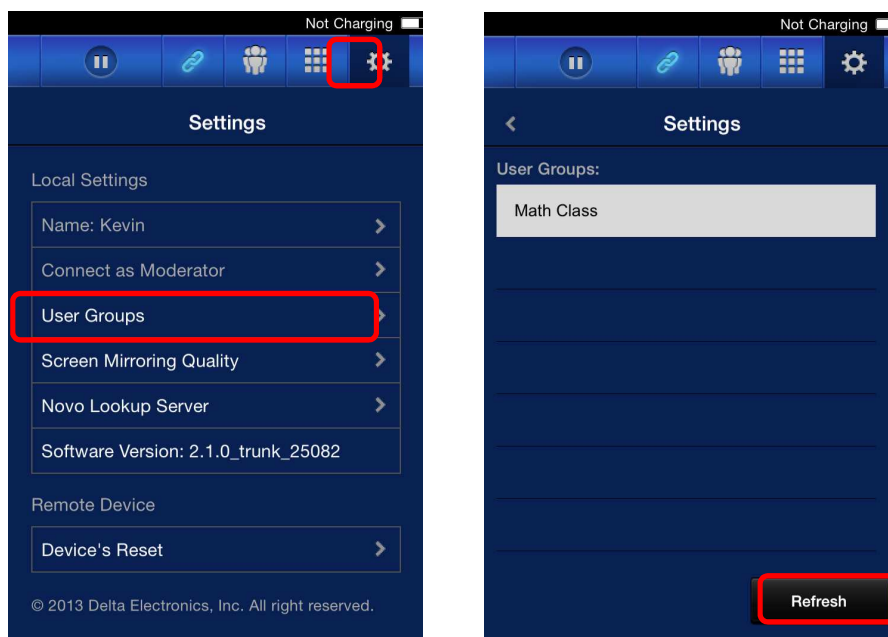 Not Charging
Settings
Local Settings
Name: Kevin
Connect as Moderator
User Groups
Screen Mirroring Quality
Novo Lookup Server
Software Version: 2.1.0_trunk_25082
Remote Device
Device's Reset
© 2013 Delta Electronics, Inc. All right reserved.
Not Charging
Settings
User Groups:
Math Class
Refresh